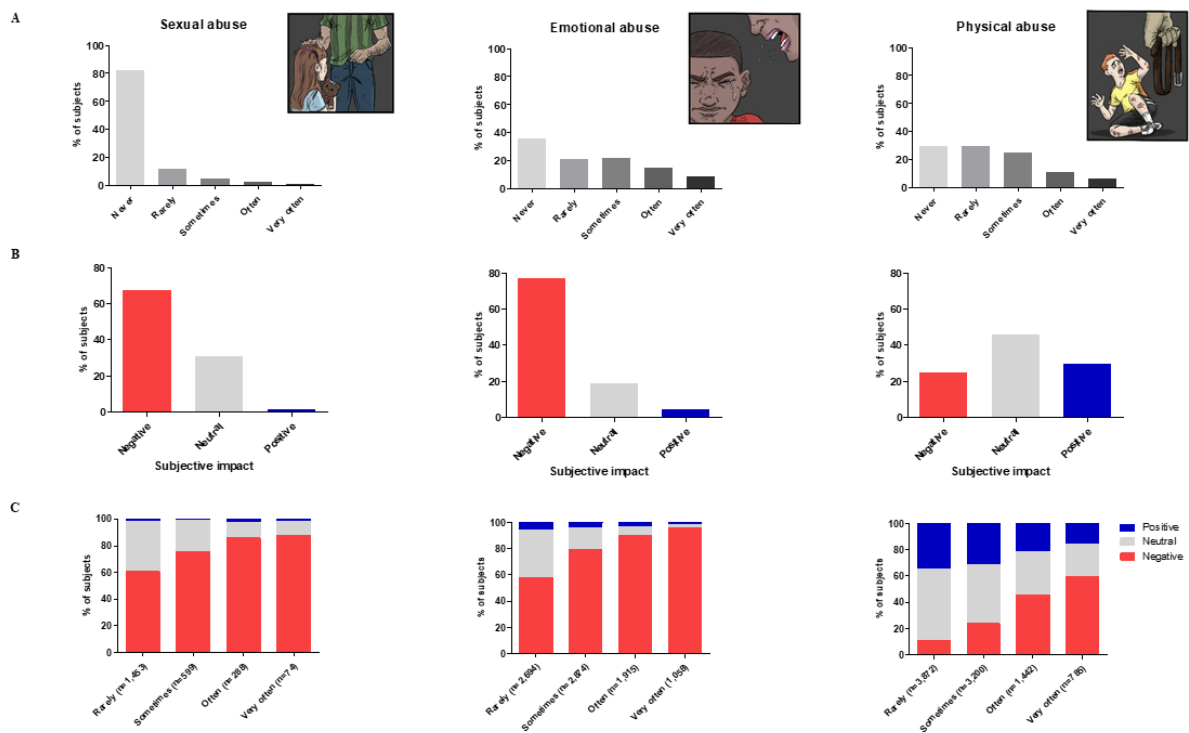 A
Sexual abuse
% of subjects
100
80
60
40
20
0
Never
Rarely
Sometimes
Often
Very often
Emotional abuse
% of subjects
100
80
60
40
20
0
Never
Rarely
Sometimes
Often
Very often
Physical abuse
% of subjects
100
80
60
40
20
0
Never
Rarely
Sometimes
Often
Very often
B
% of subjects
80
60
40
20
0
Negative
Neutral
Positive
Subjective impact
% of subjects
80
60
40
20
0
Negative
Neutral
Positive
Subjective impact
% of subjects
80
60
40
20
0
Negative
Neutral
Positive
Subjective impact
C
% of subjects
100
80
60
40
20
0
Rarely (n=1,453)
Sometimes (n=599)
Often (n=288)
Very often (n=74)
% of subjects
100
80
60
40
20
0
Rarely (n=2,694)
Sometimes (n=2,874)
Often (n=1,915)
Very often (1,058)
% of subjects
100
80
60
40
20
0
Rarely (n=3,872)
Sometimes (n=3,200)
Often (n=1,442)
Very often (n=785)
Positive
Neutral
Negative